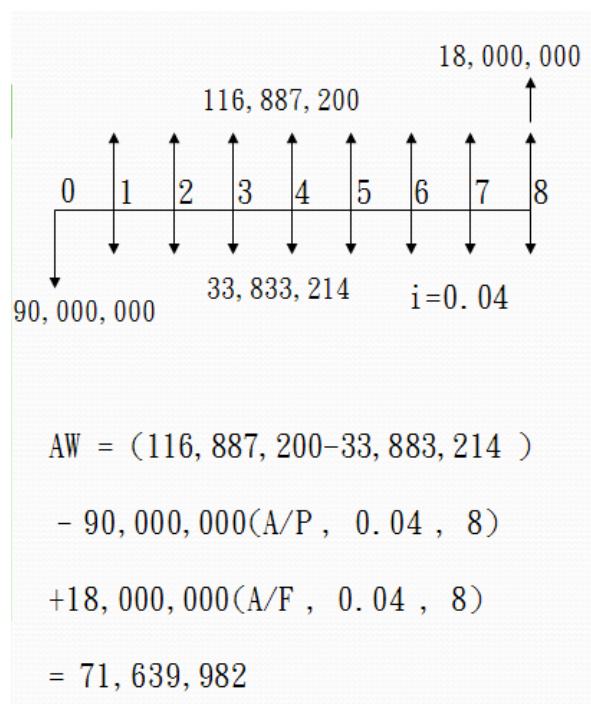 18,000,000
116,887,200
0 1 2 3 4 5 6 7 8
33,833,214 i=0.04
90,000,000
AW = (116,887,200-33,883,214 )
- 90,000,000(A/P, 0.04 , 8)
+18,000,000(A/F , 0.04 , 8)
= 71,639,982